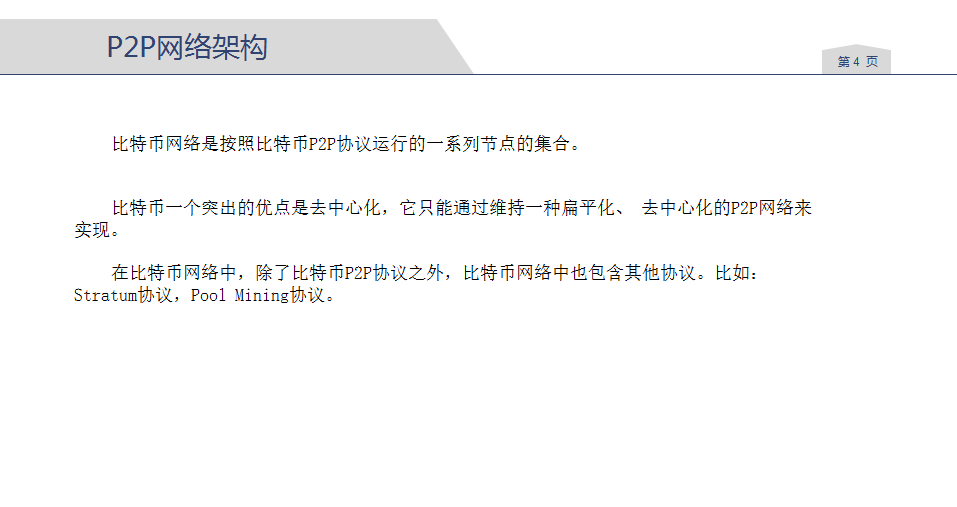 P2P网络架构
第 4 页
比特币网络是按照比特币P2P协议运行的一系列节点的集合。
比特币一个突出的优点是去中心化，它只能通过维持一种扁平化、 去中心化的P2P网络来
实现。
在比特币网络中，除了比特币P2P协议之外，比特币网络中也包含其他协议。比如：
Stratum协议，Pool Mining协议。